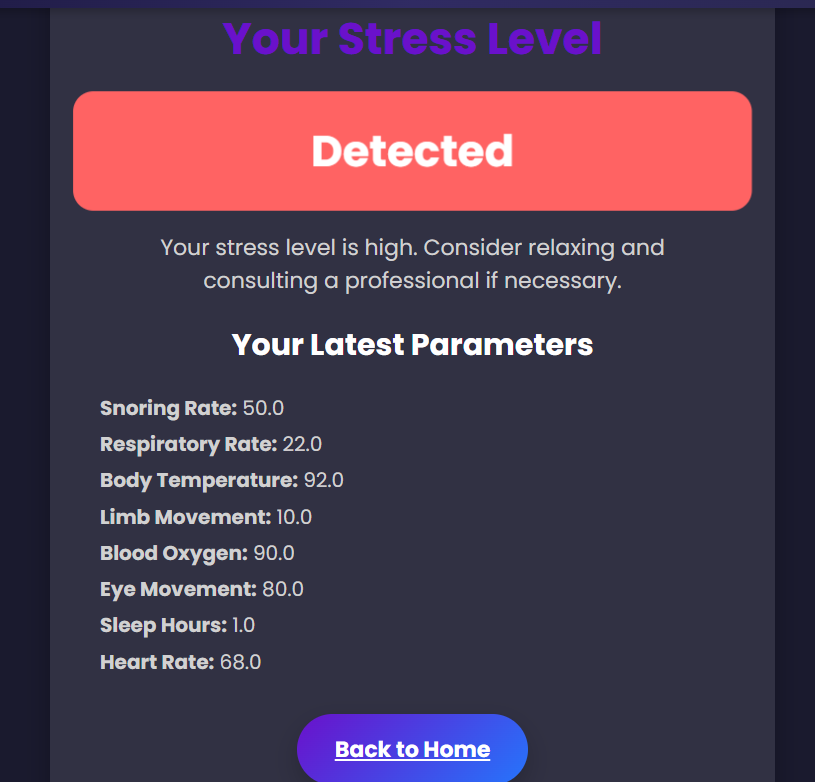 Your Stress Level
Detected
Your stress level is high. Consider relaxing and
consulting a professional if necessary.
Your Latest Parameters
Snoring Rate: 50.0
Respiratory Rate: 22.0
Body Temperature: 92.0
Limb Movement: 10.0
Blood Oxygen: 90.0
Eye Movement: 80.0
Sleep Hours: 1.0
Heart Rate: 68.0
Back to Home